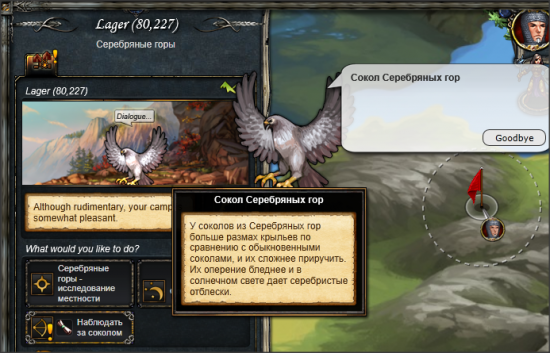 Lager (80,227)
Серебряные горы
Lager (80,227)
Dialogue...
Although rudimentary, your camp
somewhat pleasant.
What would you like to do?
Серебряные
горы -
исследование
местности
Наблюдать
за соколом
Сокол Серебряных гор
Goodbye
Сокол Серебряных гор
У соколов из Серебряных гор
больше размах крыльев по
сравнению с обыкновенными
соколами, и их сложнее приручить.
Их оперение бледнее и в
солнечном свете дает серебристые
отблески.